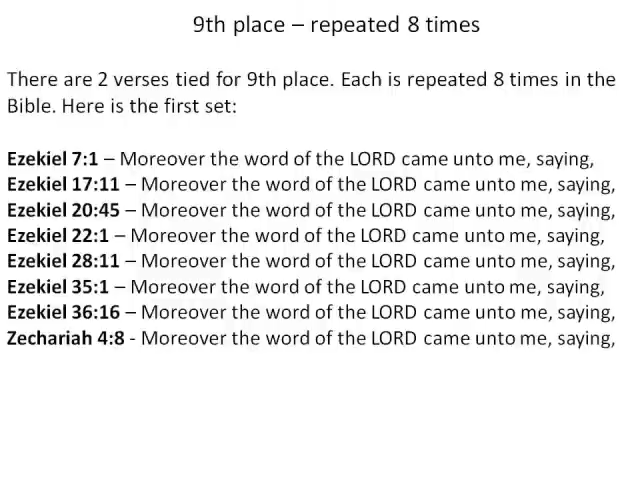 9th place – repeated 8 times
There are 2 verses tied for 9th place. Each is repeated 8 times in the
Bible. Here is the first set:
Ezekiel 7:1 – Moreover the word of the LORD came unto me, saying,
Ezekiel 17:11 – Moreover the word of the LORD came unto me, saying,
Ezekiel 20:45 – Moreover the word of the LORD came unto me, saying,
Ezekiel 22:1 – Moreover the word of the LORD came unto me, saying,
Ezekiel 28:11 – Moreover the word of the LORD came unto me, saying,
Ezekiel 35:1 – Moreover the word of the LORD came unto me, saying,
Ezekiel 36:16 – Moreover the word of the LORD came unto me, saying,
Zechariah 4:8 - Moreover the word of the LORD came unto me, saying,